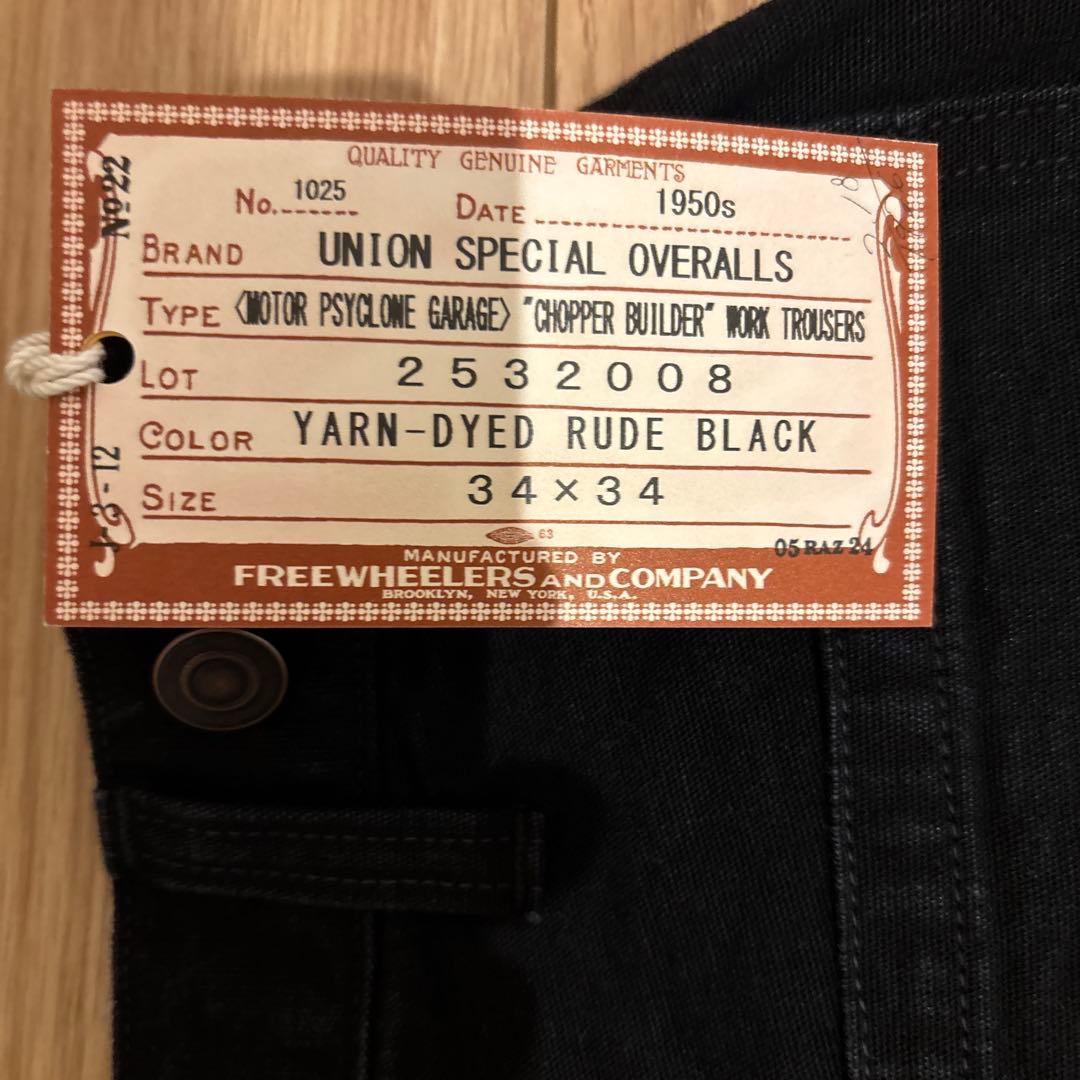 QUALITY GENUINE GARMENTS
No. 1025 DATE 1950s
BRAND UNION SPECIAL OVERALLS
TYPE <MOTOR PSYCLONE GARAGE> "CHOPPER BUILDER" WORK TROUSERS
LOT 2532008
COLOR YARN-DYED RUDE BLACK
SIZE 34×34
63
05 RAZ 24
MANUFACTURED BY
FREEWHEELERS AND COMPANY
BROOKLYN, NEW YORK, U.S.A.
No. 22
J-3-12